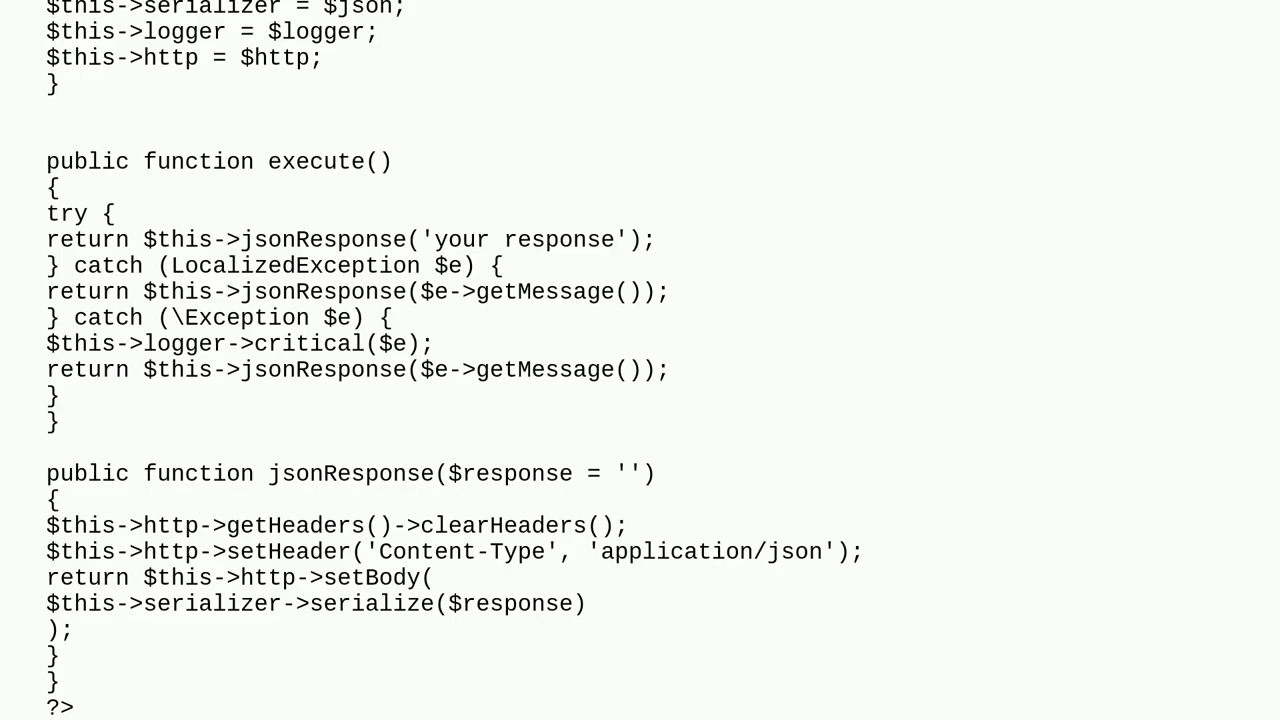 $this->serializer = $json;
$this->logger = $logger;
$this->http = $http;
}
public function execute()
{
try {
return $this->jsonResponse('your response');
} catch (LocalizedException $e) {
return $this->jsonResponse($e->getMessage());
} catch (\Exception $e) {
$this->logger->critical($e);
return $this->jsonResponse($e->getMessage());
}
}
public function jsonResponse($response = '')
{
$this->http->getHeaders()->clearHeaders();
$this->http->setHeader('Content-Type', 'application/json');
return $this->http->setBody(
$this->serializer->serialize($response)
);
}
}
?>